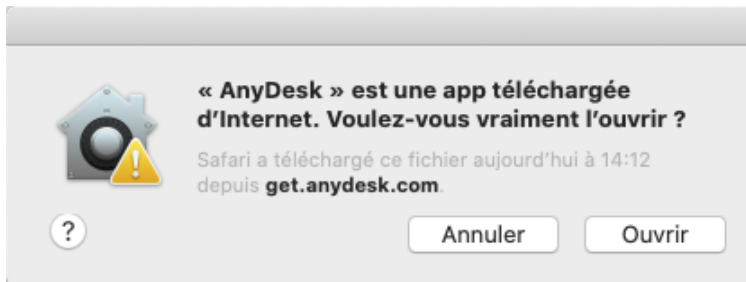 « AnyDesk » est une app téléchargée
d’Internet. Voulez-vous vraiment l’ouvrir ?
Safari a téléchargé ce fichier aujourd’hui à 14:12
depuis get.anydesk.com.
?
Annuler
Ouvrir